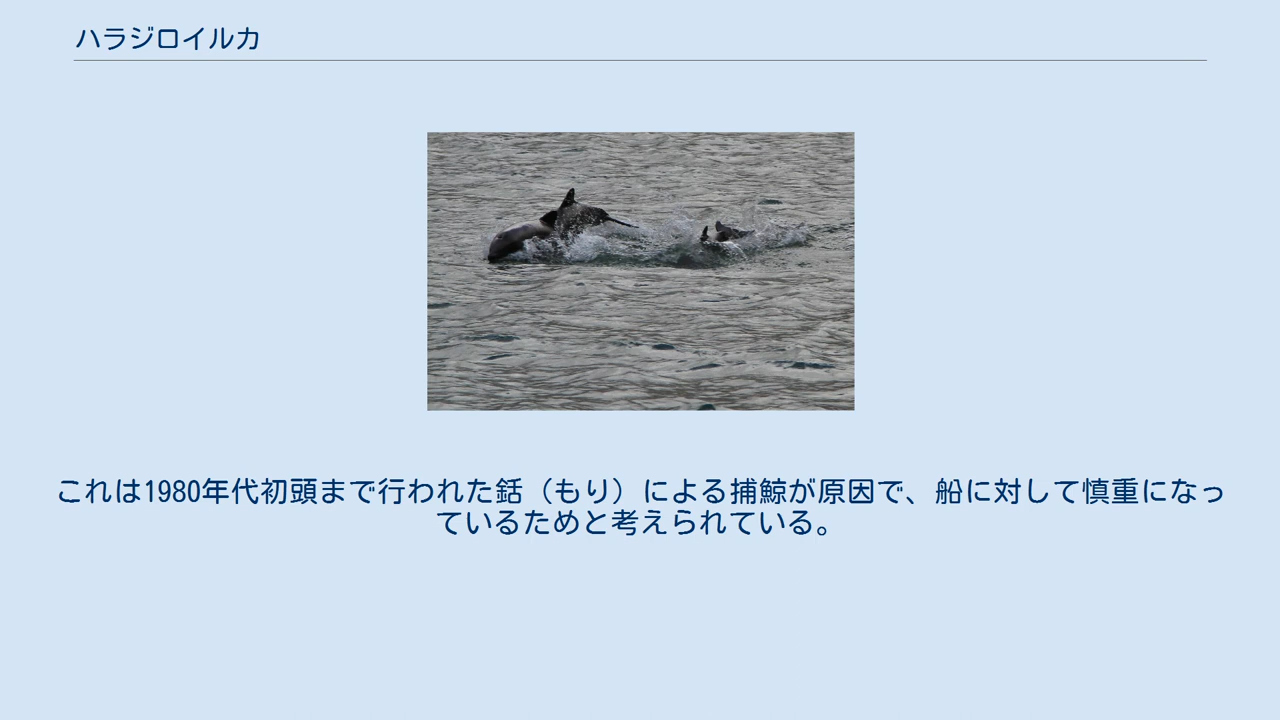 ハラジロイルカ
これは1980年代初頭まで行われた銛（もり）による捕鯨が原因で、船に対して慎重になっ
ているためと考えられている。